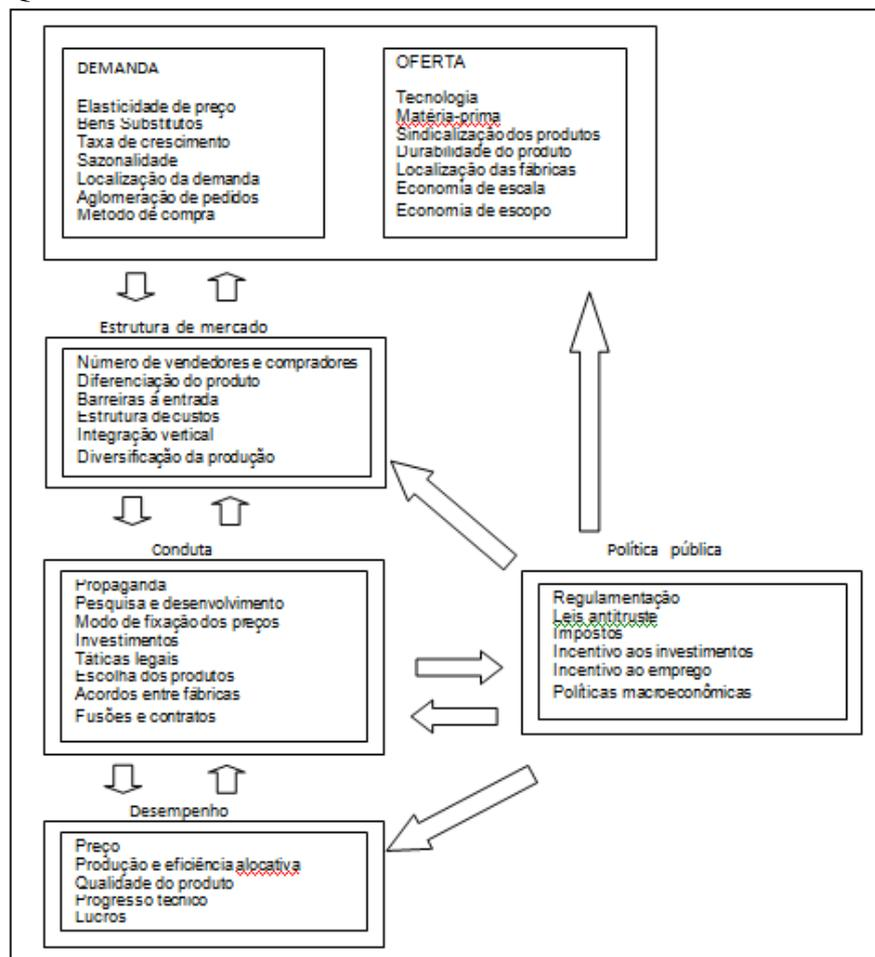 DEMANDA
Elasticidade de preço
Bens Substitutos
Taxa de crescimento
Sazonalidade
Localização da demanda
Aglomeração de pedidos
Metodo de compra
OFERTA
Tecnologia
Matéria-prima
Sindicalização dos produtos
Durabilidade do produto
Localização das fábricas
Economia de escala
Economia de escopo
Estrutura de mercado
Número de vendedores e compradores
Diferenciação do produto
Barreiras á entrada
Estrutura de custos
Integração vertical
Diversificação da produção
Conduta
Propaganda
Pesquisa e desenvolvimento
Modo de fixação dos preços
Investimentos
Táticas legais
Escolha dos produtos
Acordos entre fábricas
Fusões e contratos
Política pública
Regulamentação
Leis antitruste
Impostos
Incentivo aos investimentos
Incentivo ao emprego
Políticas macroeconômicas
Desempenho
Preço
Produção e eficiência alocativa
Qualidade do produto
Progresso técnico
Lucros